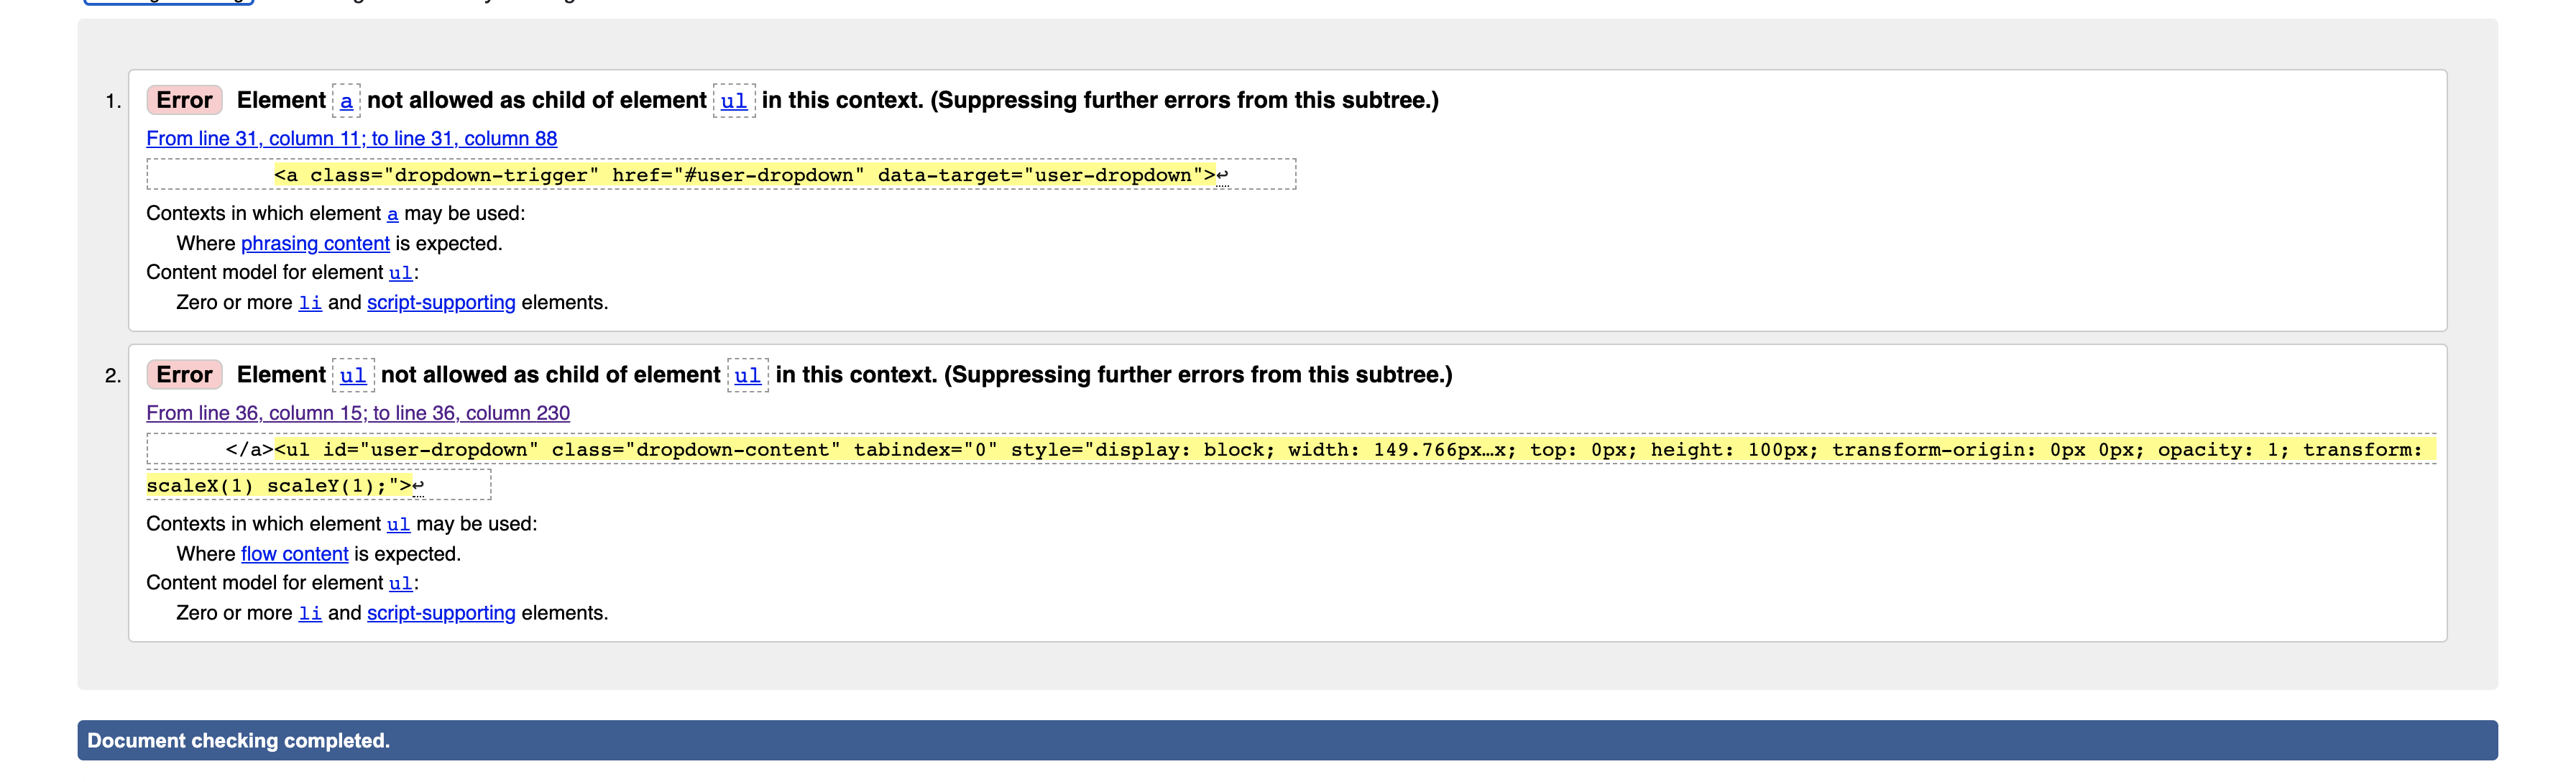 1. Error Element a not allowed as child of element ul in this context. (Suppressing further errors from this subtree.)
From line 31, column 11; to line 31, column 88
<a class="dropdown-trigger" href="#user-dropdown" data-target="user-dropdown">↩
Contexts in which element a may be used:
Where phrasing content is expected.
Content model for element ul:
Zero or more li and script-supporting elements.
2. Error Element ul not allowed as child of element ul in this context. (Suppressing further errors from this subtree.)
From line 36, column 15; to line 36, column 230
</a><ul id="user-dropdown" class="dropdown-content" tabindex="0" style="display: block; width: 149.766px…x; top: 0px; height: 100px; transform-origin: 0px 0px; opacity: 1; transform:
scaleX(1) scaleY(1);">↩
Contexts in which element ul may be used:
Where flow content is expected.
Content model for element ul:
Zero or more li and script-supporting elements.
Document checking completed.